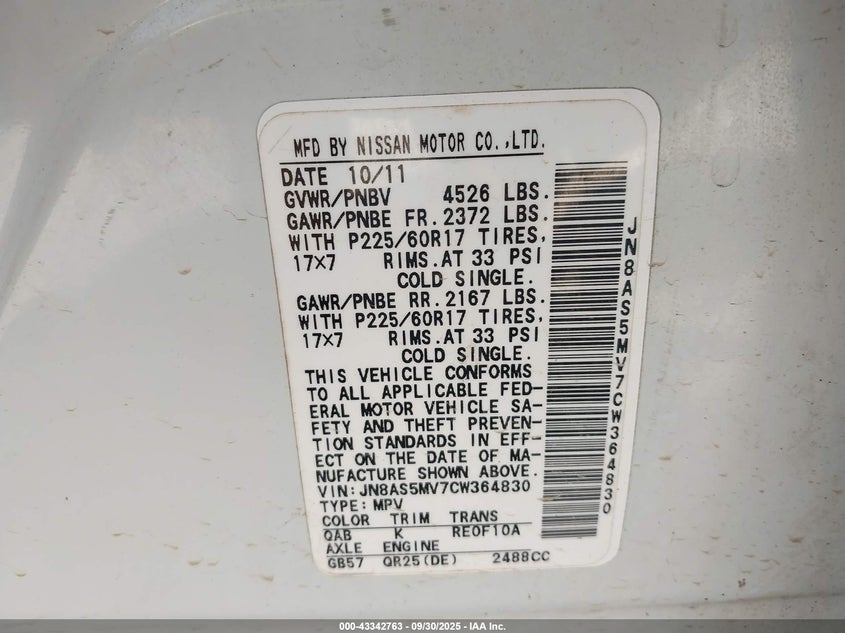 MFD BY NISSAN MOTOR CO.,LTD.
DATE 10/11
GVWR/PNBV 4526 LBS.
GAWR/PNBE FR.2372 LBS.
WITH P225/60R17 TIRES,
17×7 RIMS.AT 33 PSI
COLD SINGLE.
GAWR/PNBE RR.2167 LBS.
WITH P225/60R17 TIRES,
17×7 RIMS.AT 33 PSI
COLD SINGLE.
THIS VEHICLE CONFORMS
TO ALL APPLICABLE FED-
ERAL MOTOR VEHICLE SA-
FETY AND THEFT PREVEN-
TION STANDARDS IN EFF-
ECT ON THE DATE OF MA-
NUFACTURE SHOWN ABOVE.
VIN: JN8AS5MV7CW364830
TYPE: MPV
COLOR TRIM TRANS
QAB K RE0F10A
AXLE ENGINE
GB57 QR25(DE) 2488CC
JN8AS5MV7CW364830
000-43342763 - 09/30/2025 - IAA Inc.